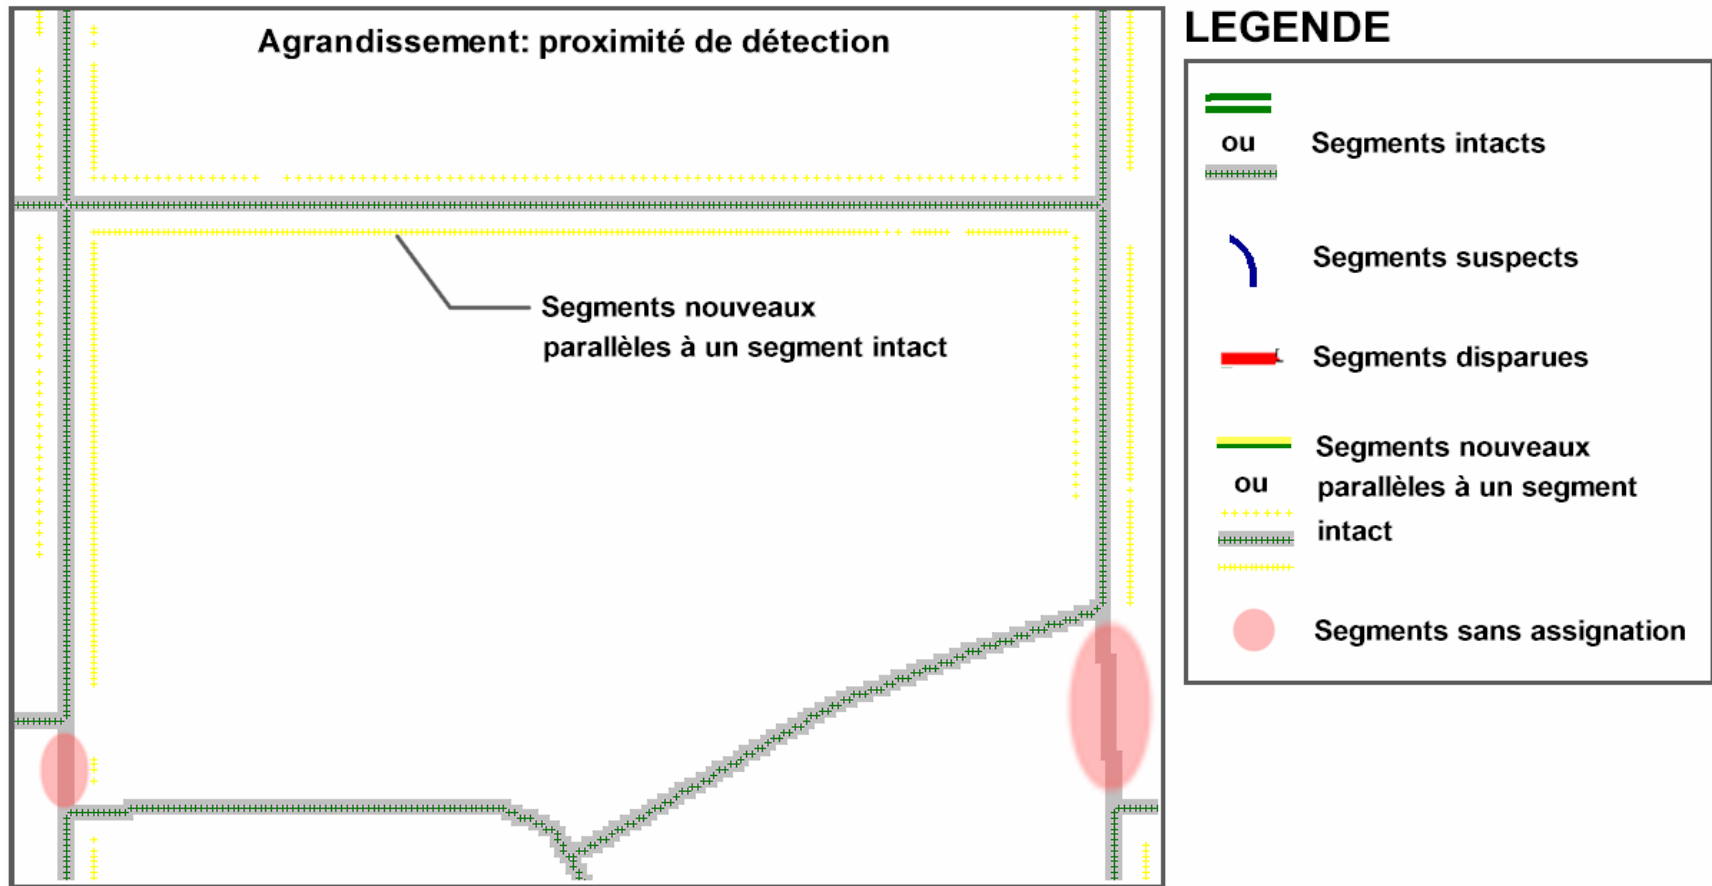 Agrandissement: proximité de détection
Segments nouveaux
parallèles à un segment intact
LEGENDE
ou
Segments intacts
Segments suspects
Segments disparues
Segments nouveaux
ou
parallèles à un segment
intact
Segments sans assignation